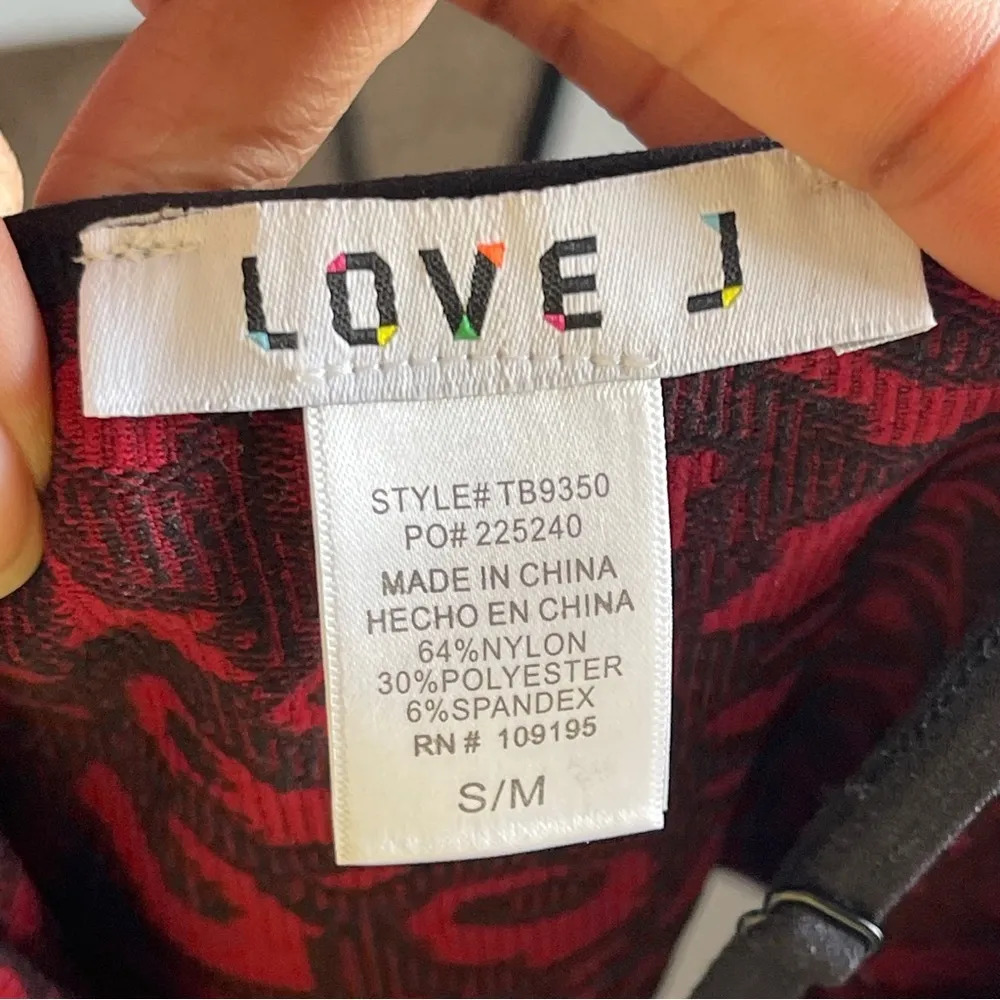 LOVE J
STYLE# TB9350
PO# 225240
MADE IN CHINA
HECHO EN CHINA
64%NYLON
30%POLYESTER
6%SPANDEX
RN # 109195
S/M